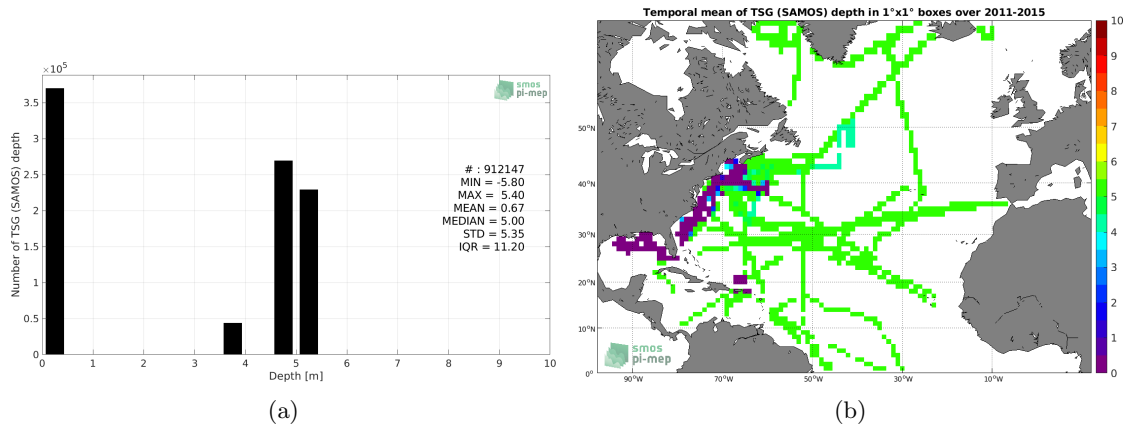 ×10⁵
3.5
3
2.5
2
1.5
1
0.5
0
Number of TSG (SAMOS) depth
0 1 2 3 4 5 6 7 8 9 10
Depth [m]
smos
pi-mep
# : 912147
MIN = -5.80
MAX = 5.40
MEAN = 0.67
MEDIAN = 5.00
STD = 5.35
IQR = 11.20
(a)
Temporal mean of TSG (SAMOS) depth in 1°x1° boxes over 2011-2015
50°N
40°N
30°N
20°N
10°N
0°
90°W 70°W 50°W 30°W 10°W
smos
pi-mep
10
9
8
7
6
5
4
3
2
1
0
(b)